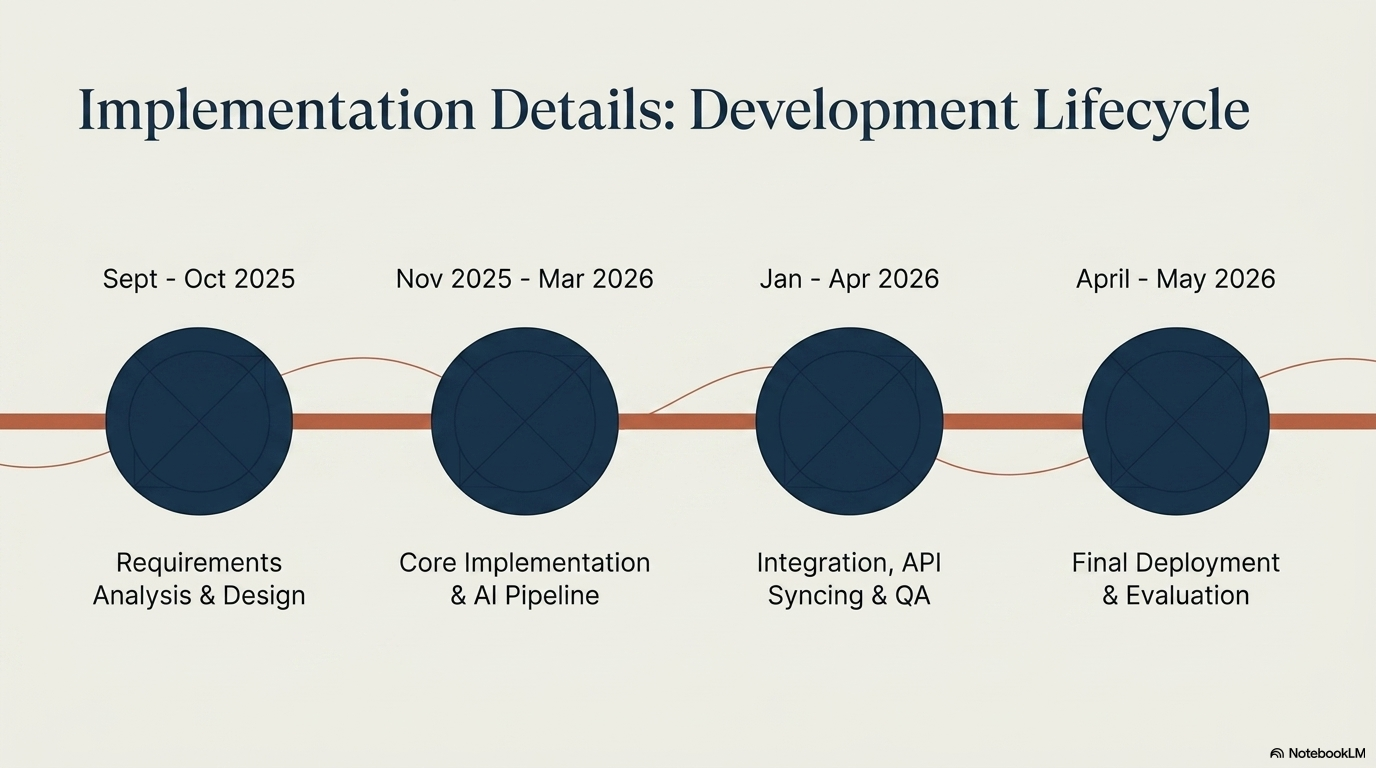 Implementation Details: Development Lifecycle
Sept - Oct 2025
Nov 2025 - Mar 2026
Jan - Apr 2026
April - May 2026
Requirements
Analysis & Design
Core Implementation
& AI Pipeline
Integration, API
Syncing & QA
Final Deployment
& Evaluation
NotebookLM